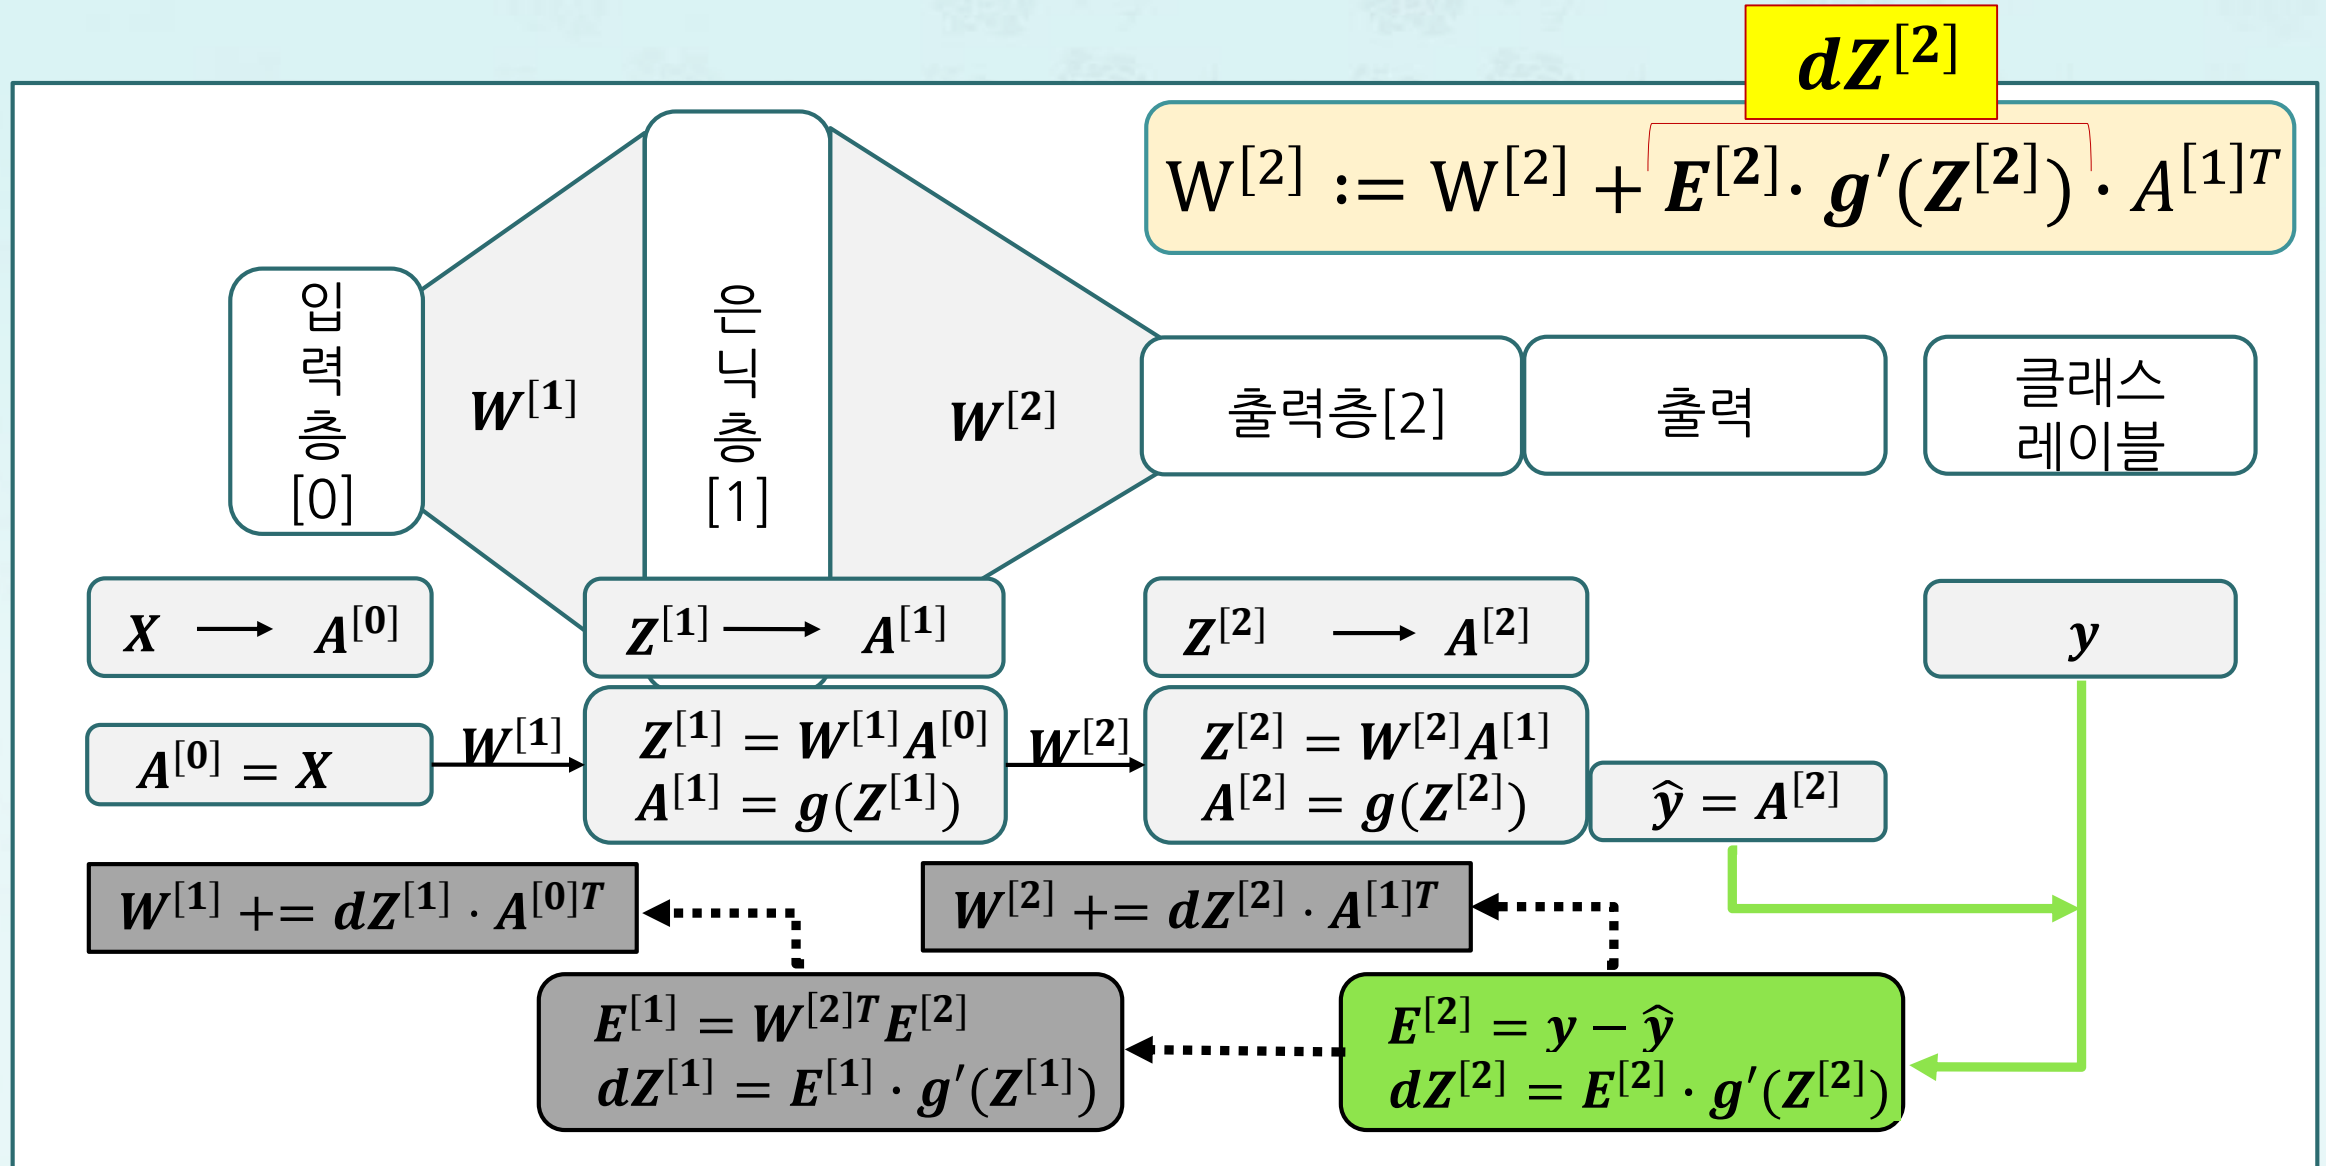 dZ^[2]
W^[2] := W^[2] + E^[2] · g′(Z^[2]) · A^[1]T
입
력
층
[0]
W^[1]
은
닉
층
[1]
W^[2]
출력층[2]
출력
클래스
레이블
X → A^[0]
Z^[1] → A^[1]
Z^[2] → A^[2]
y
A^[0] = X
W^[1]
Z^[1] = W^[1]A^[0]
A^[1] = g(Z^[1])
W^[2]
Z^[2] = W^[2]A^[1]
A^[2] = g(Z^[2])
ŷ = A^[2]
W^[1] += dZ^[1] · A^[0]T
W^[2] += dZ^[2] · A^[1]T
E^[1] = W^[2]T E^[2]
dZ^[1] = E^[1] · g′(Z^[1])
E^[2] = y − ŷ
dZ^[2] = E^[2] · g′(Z^[2])